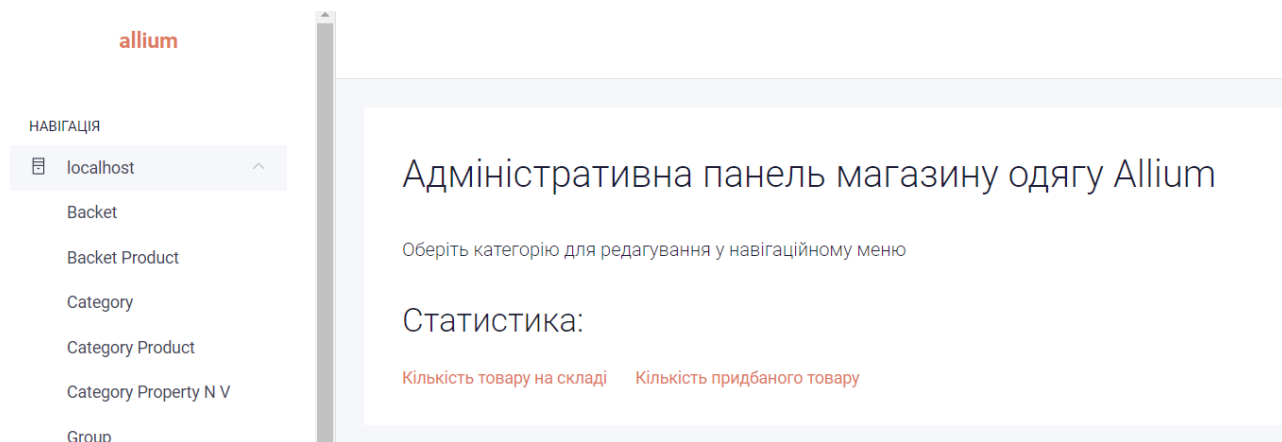 allium
НАВІГАЦІЯ
localhost
Backet
Backet Product
Category
Category Product
Category Property N V
Group
Адміністративна панель магазину одягу Allium
Оберіть категорію для редагування у навігаційному меню
Статистика:
Кількість товару на складі Кількість придбаного товару